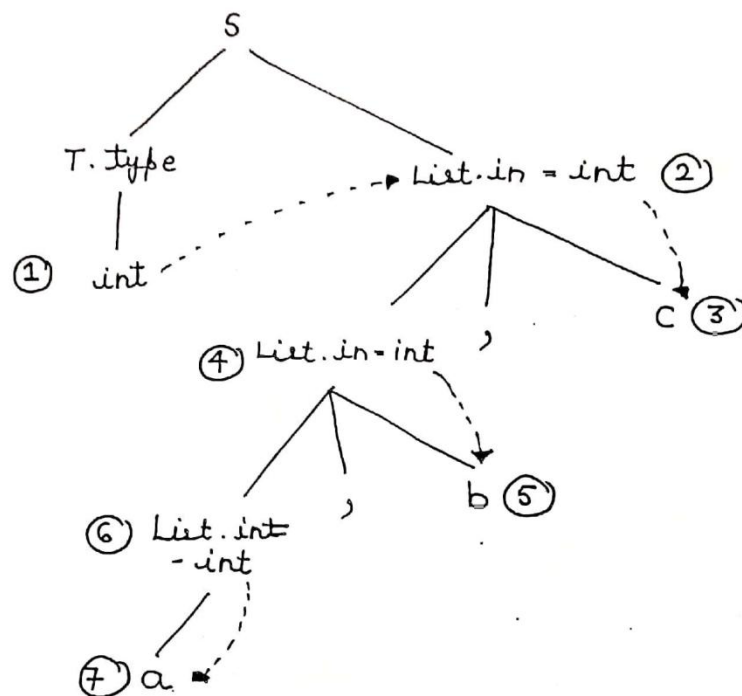 S
T. type
List.in = int ②
① int
c ③
④ List.in=int ,
, b ⑤
⑥ List.int=
- int
⑦ a